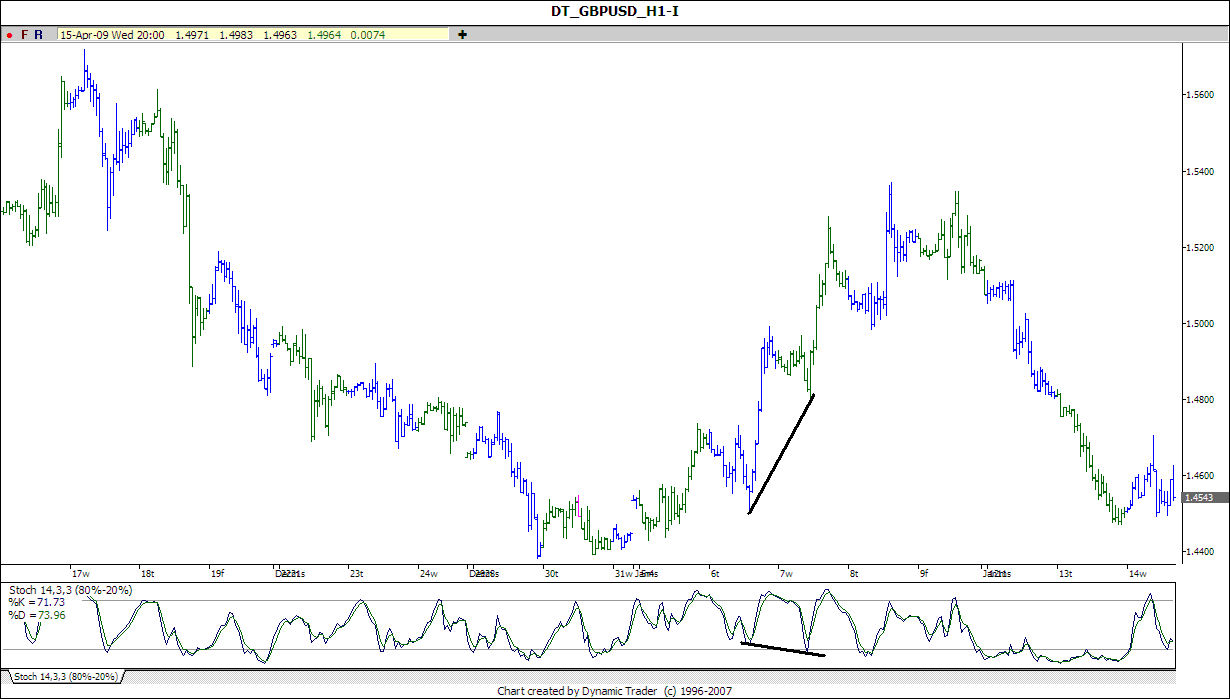 DT_GBPUSD_H1-I
F R 15-Apr-09 Wed 20:00 1.4971 1.4983 1.4963 1.4964 0.0074
1.5600
1.5400
1.5200
1.5000
1.4800
1.4600
1.4543
1.4400
17w 18t 19f 23t 24w 30t 31w 6t 7w 8t 9f 13t 14w
Stoch 14,3,3 (80%-20%)
%K =71.73
%D =73.96
Stoch 14,3,3 (80%-20%)
Chart created by Dynamic Trader (c) 1996-2007